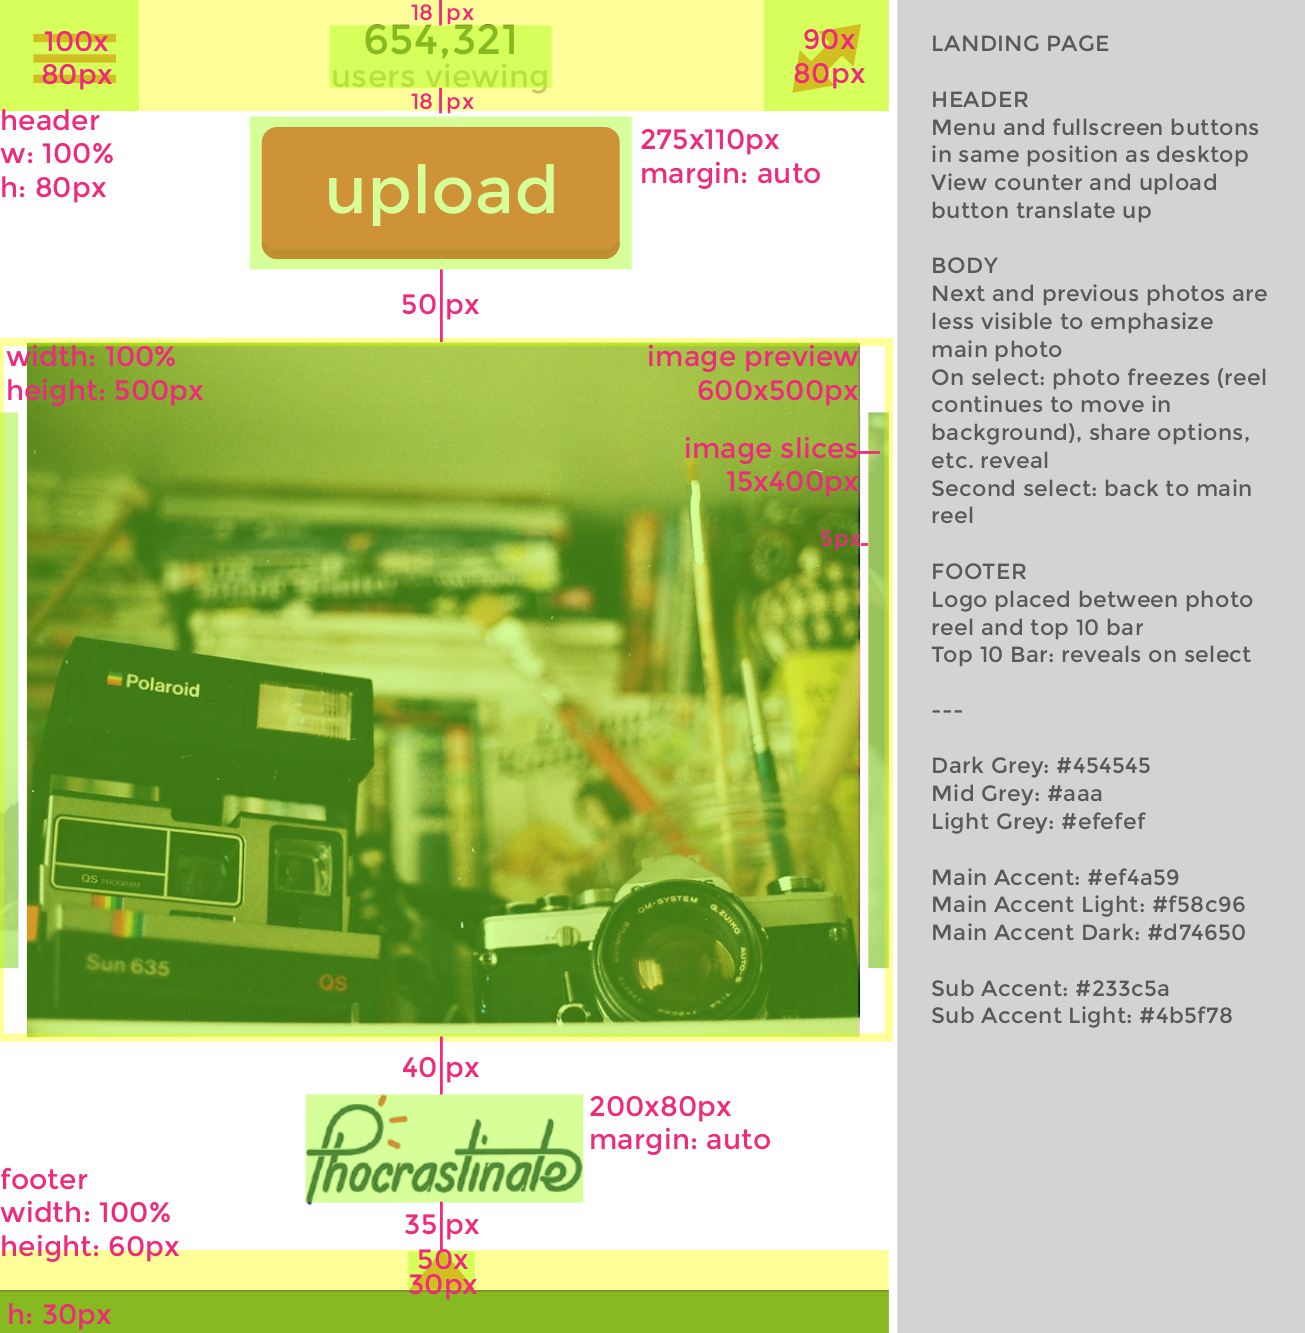 18 px
100x
80px
654,321
users viewing
90x
80px
18 px
header
w: 100%
h: 80px
upload
275x110px
margin: auto
50 px
width: 100%
height: 500px
image preview
600x500px
image slices
15x400px
5px
Polaroid
QS PROGRAM
OM-SYSTEM G.ZUIKO AUTO-S
Sun 635
QS
40 px
Phocrastinate
200x80px
margin: auto
footer
width: 100%
height: 60px
35 px
50x
30px
h: 30px
LANDING PAGE
HEADER
Menu and fullscreen buttons
in same position as desktop
View counter and upload
button translate up
BODY
Next and previous photos are
less visible to emphasize
main photo
On select: photo freezes (reel
continues to move in
background), share options,
etc. reveal
Second select: back to main
reel
FOOTER
Logo placed between photo
reel and top 10 bar
Top 10 Bar: reveals on select
---
Dark Grey: #454545
Mid Grey: #aaa
Light Grey: #efefef
Main Accent: #ef4a59
Main Accent Light: #f58c96
Main Accent Dark: #d74650
Sub Accent: #233c5a
Sub Accent Light: #4b5f78